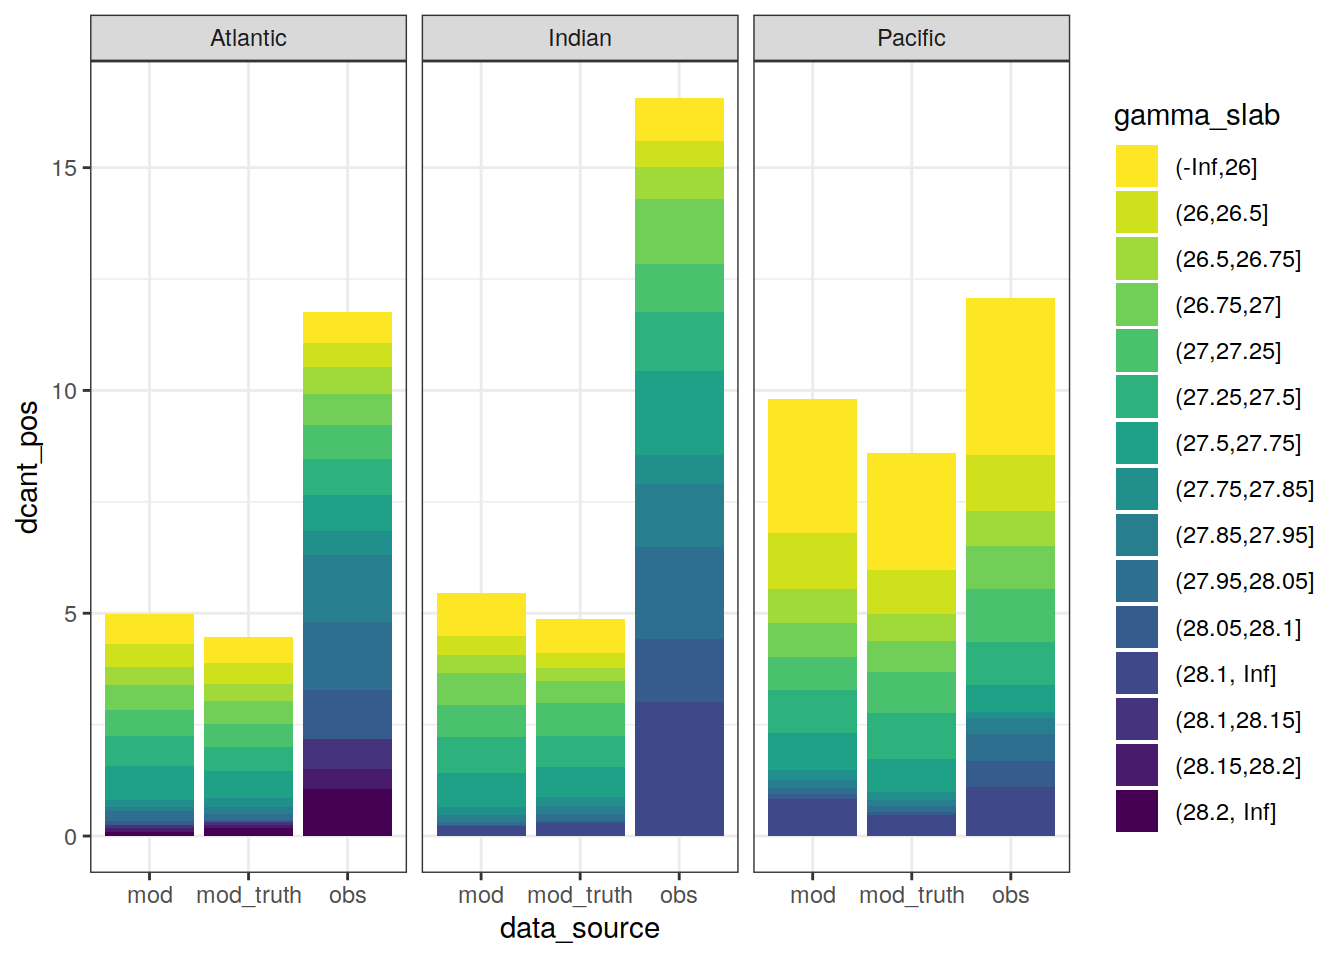 Atlantic Indian Pacific
gamma_slab
(-Inf,26]
(26,26.5]
(26.5,26.75]
(26.75,27]
(27,27.25]
(27.25,27.5]
(27.5,27.75]
(27.75,27.85]
(27.85,27.95]
(27.95,28.05]
(28.05,28.1]
(28.1, Inf]
(28.1,28.15]
(28.15,28.2]
(28.2, Inf]
dcant_pos
15
10
5
0
mod mod_truth obs mod mod_truth obs mod mod_truth obs
data_source